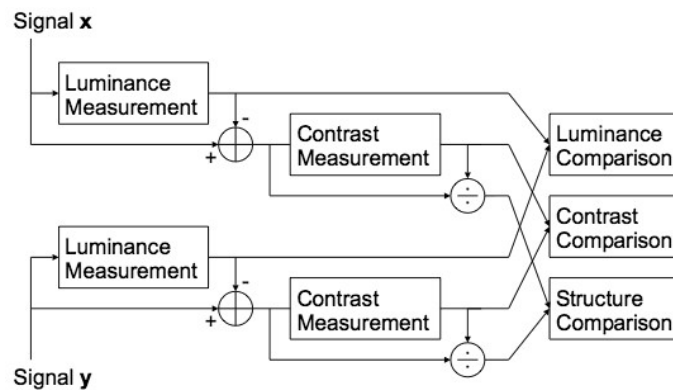 Signal x
Luminance
Measurement
-
+
Contrast
Measurement
÷
Luminance
Comparison
Contrast
Comparison
Luminance
Measurement
-
+
Contrast
Measurement
÷
Structure
Comparison
Signal y